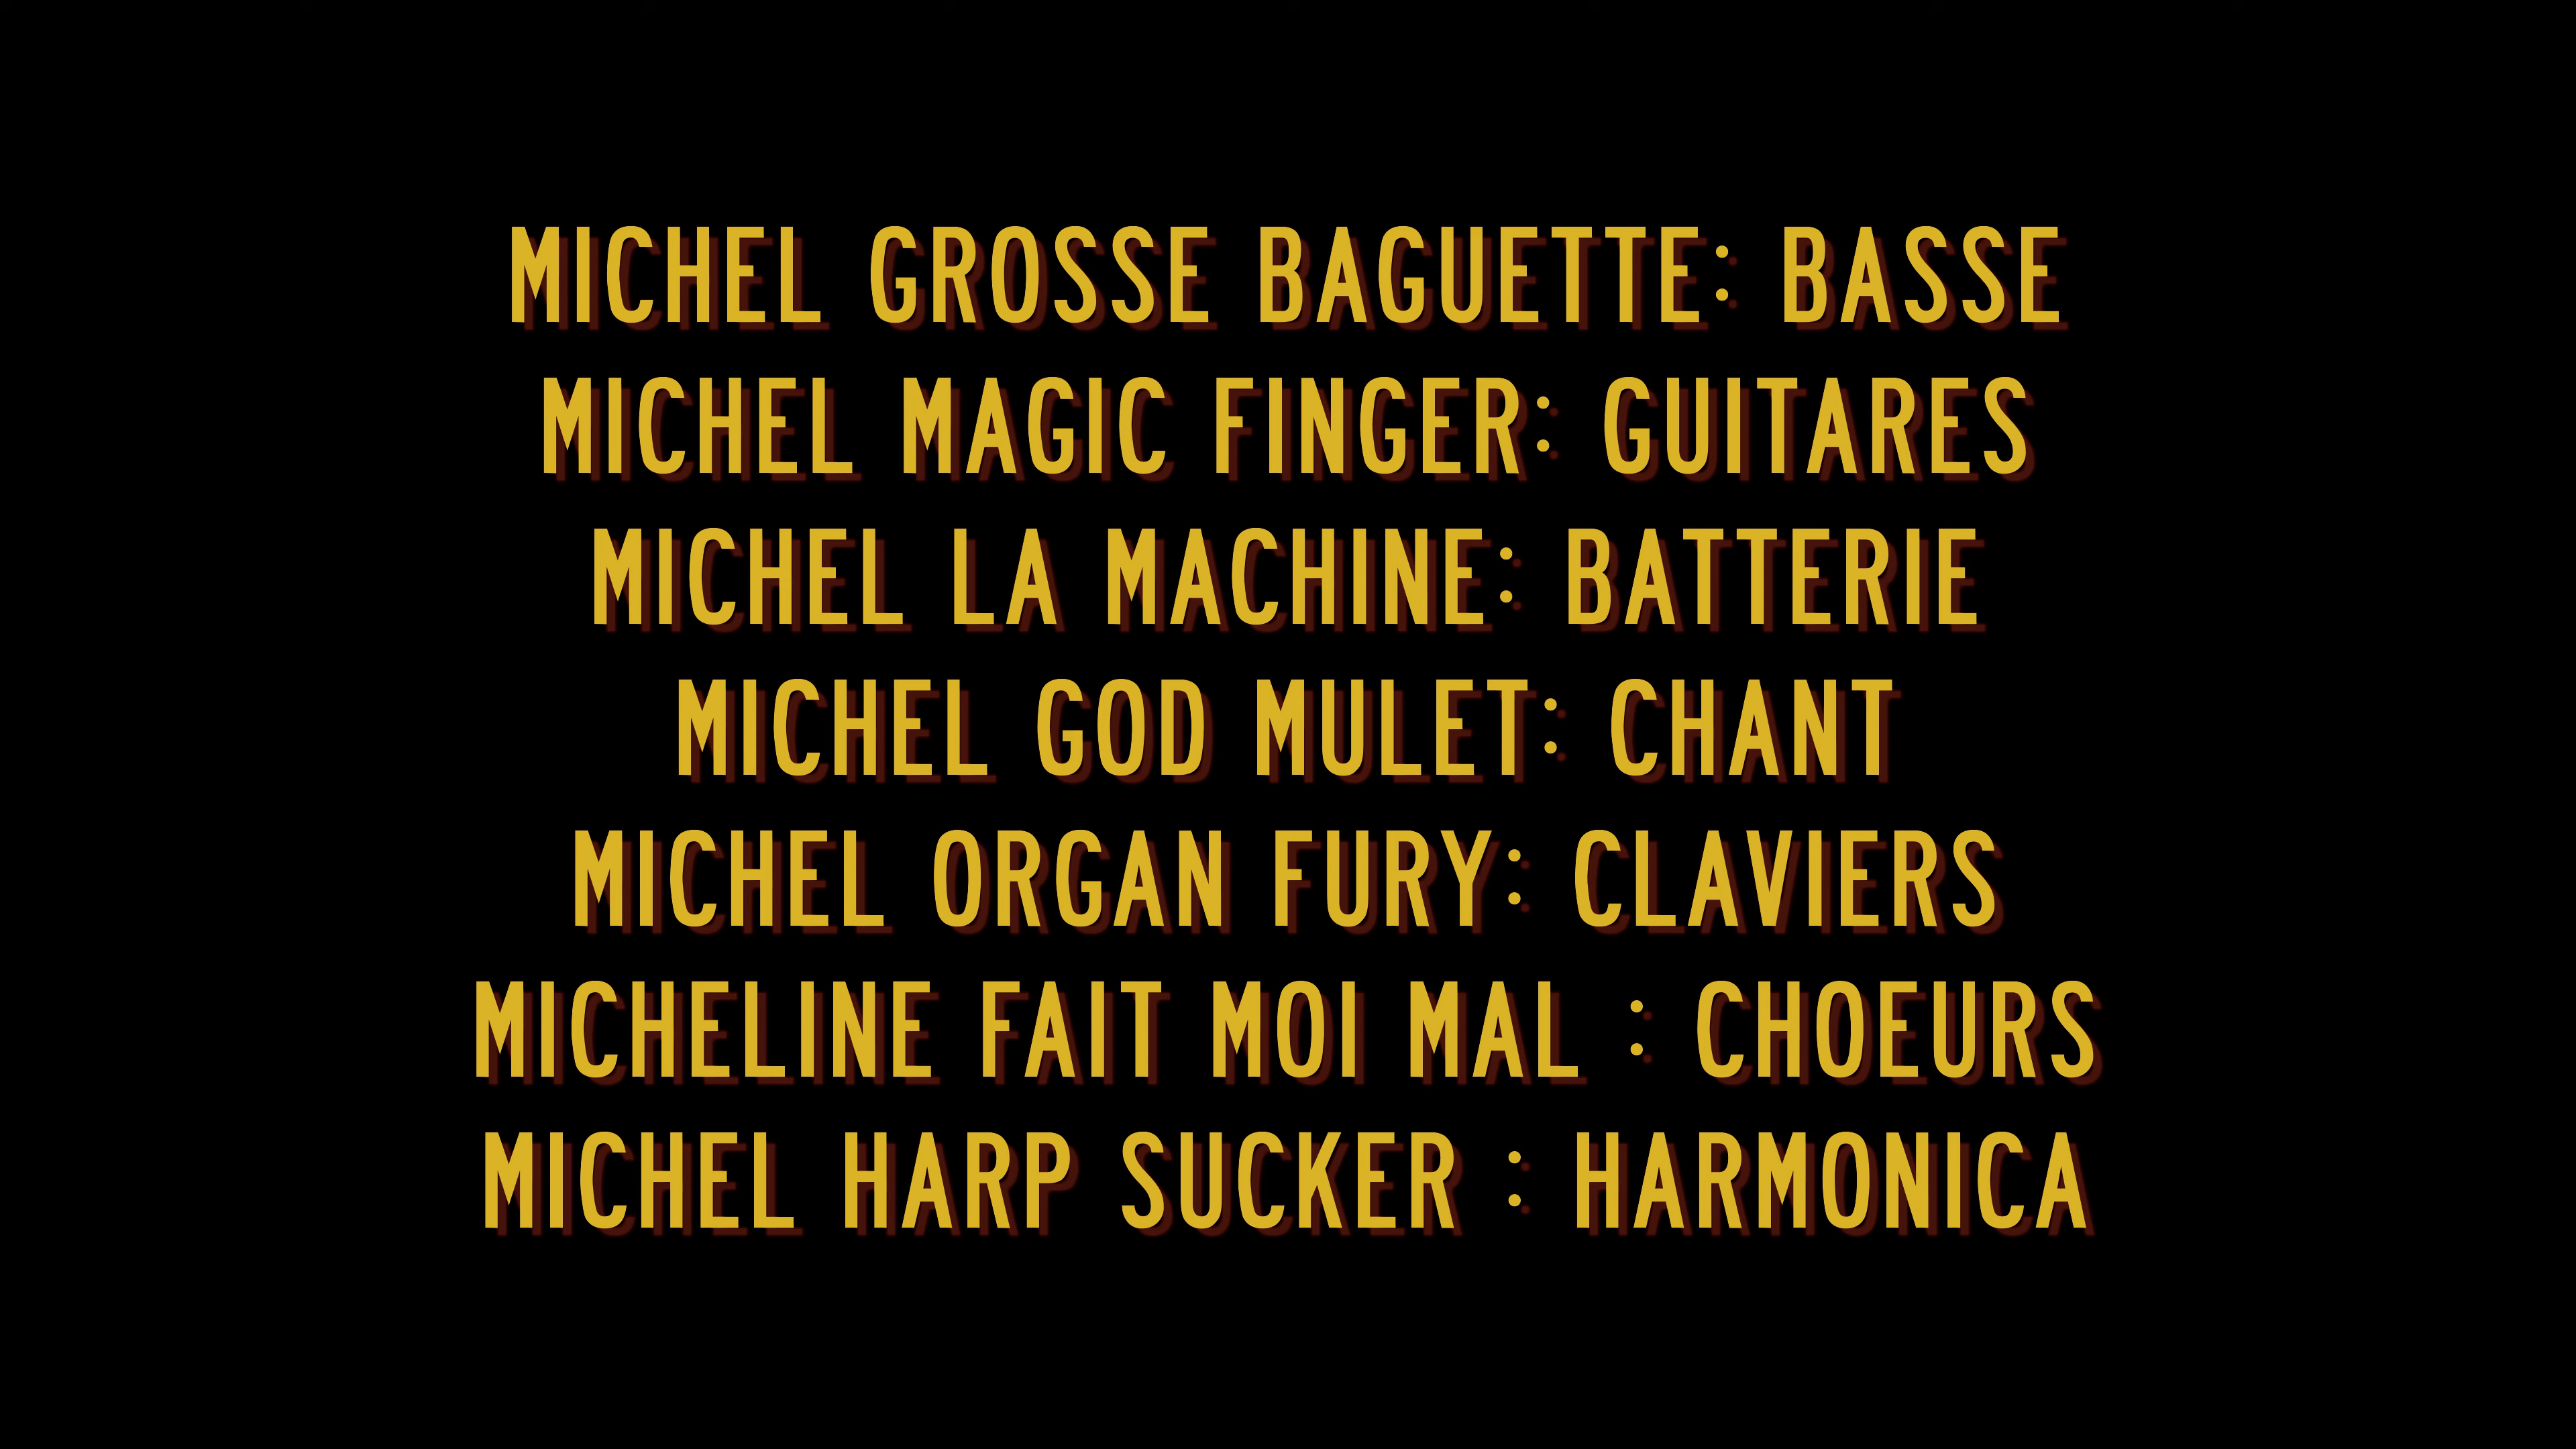 MICHEL GROSSE BAGUETTE: BASSE
MICHEL MAGIC FINGER: GUITARES
MICHEL LA MACHINE: BATTERIE
MICHEL GOD MULET: CHANT
MICHEL ORGAN FURY: CLAVIERS
MICHELINE FAIT MOI MAL : CHOEURS
MICHEL HARP SUCKER : HARMONICA